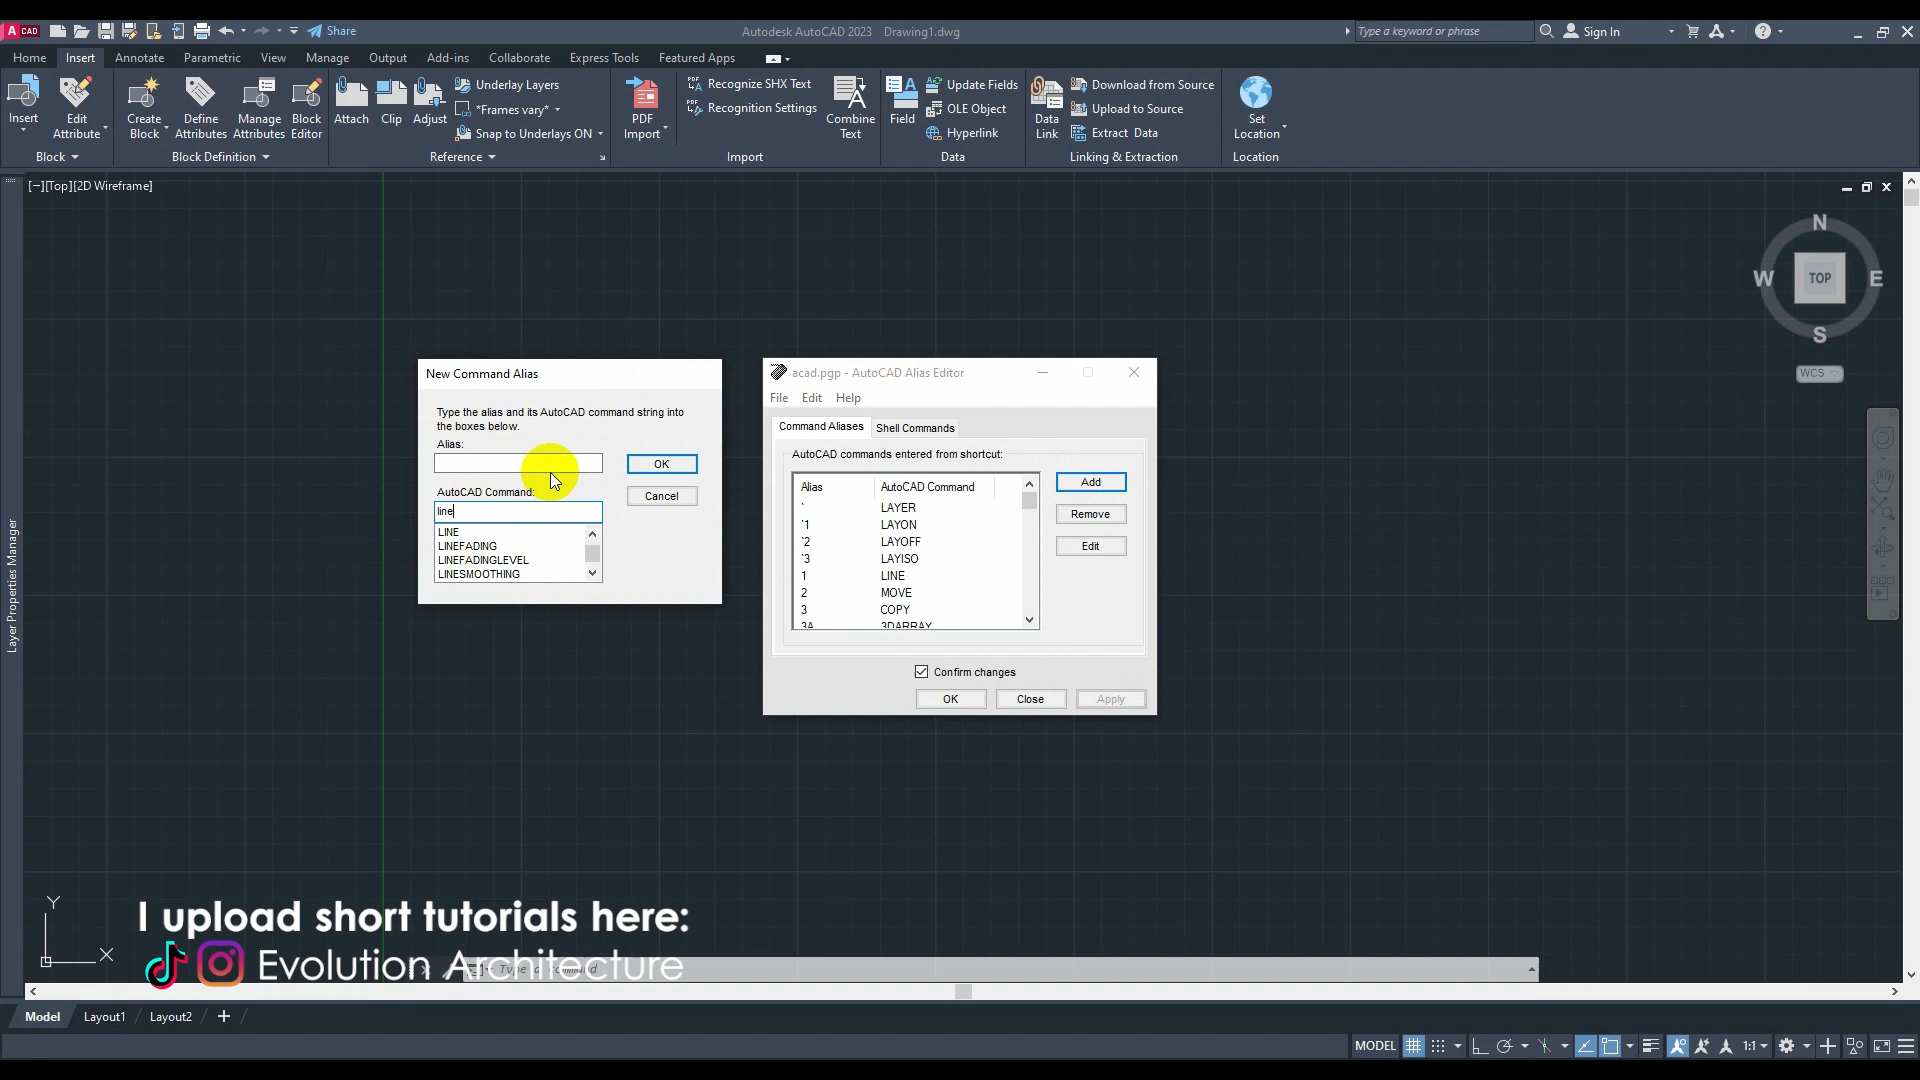 A CAD
Share
Autodesk AutoCAD 2023 Drawing1.dwg
Type a keyword or phrase
Sign In
Home Insert Annotate Parametric View Manage Output Add-ins Collaborate Express Tools Featured Apps
Insert
Edit Attribute
Create Block
Define Attributes
Manage Attributes
Block Editor
Attach
Clip
Adjust
Underlay Layers
*Frames vary*
Snap to Underlays ON
PDF Import
Recognize SHX Text
Recognition Settings
Combine Text
Field
Update Fields
OLE Object
Hyperlink
Data Link
Download from Source
Upload to Source
Extract Data
Set Location
Block
Block Definition
Reference
Import
Data
Linking & Extraction
Location
[−][Top][2D Wireframe]
N
W TOP E
S
WCS
Layer Properties Manager
New Command Alias
Type the alias and its AutoCAD command string into
the boxes below.
Alias:
OK
AutoCAD Command:
Cancel
line
LINE
LINEFADING
LINEFADINGLEVEL
LINESMOOTHING
acad.pgp - AutoCAD Alias Editor
File Edit Help
Command Aliases Shell Commands
AutoCAD commands entered from shortcut:
Alias AutoCAD Command
` LAYER
`1 LAYON
`2 LAYOFF
`3 LAYISO
1 LINE
2 MOVE
3 COPY
3A 3DARRAY
Add
Remove
Edit
Confirm changes
OK Close Apply
Y
X
I upload short tutorials here:
Evolution Architecture
Type a command
Model Layout1 Layout2 +
MODEL
1:1